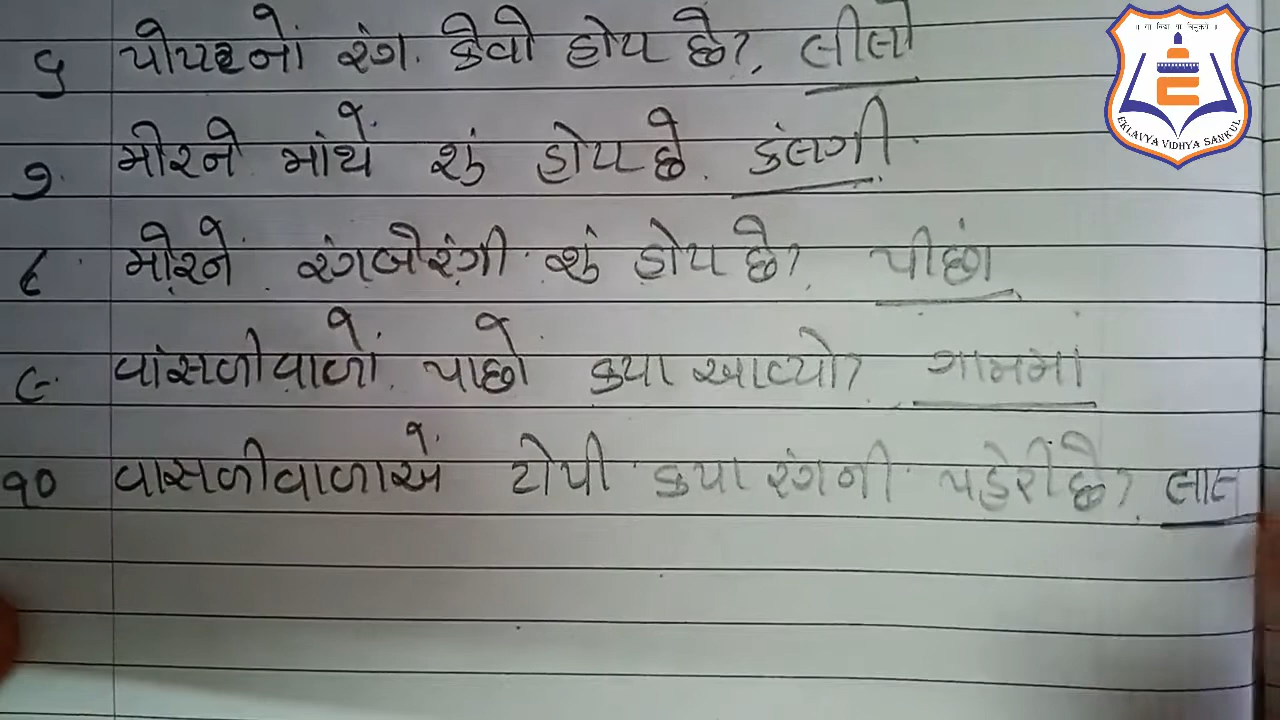 ૬ પોપટનો રંગ કેવો હોય છે? લીલો
૭. મોરને માથે શું હોય છે. કલગી
૮. મોરને રંગબેરંગી શું હોય છે? પીછાં
૯. વાંસળીવાળો પાછો કયા આવ્યો? ગામમાં
૧૦ વાસળીવાળાએ ટોપી કયા રંગની પહેરી છે? લાલ
EKLAVYA VIDHYA SANKUL